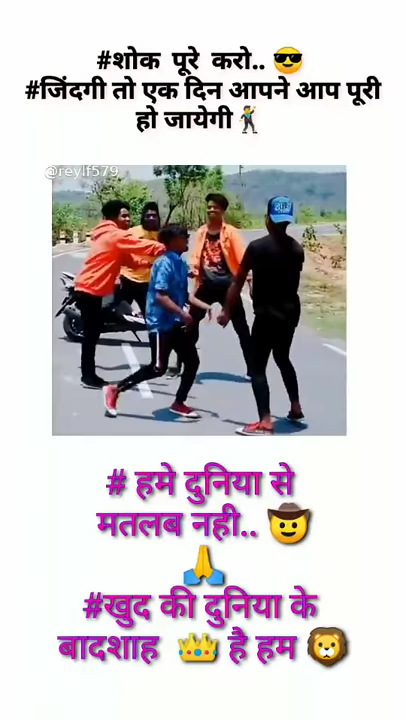 #शोक पूरे करो.. 😎
#जिंदगी तो एक दिन आपने आप पूरी
हो जायेगी🕺
@reylf579
# हमे दुनिया से
मतलब नही.. 🤠
🙏
#खुद की दुनिया के
बादशाह 👑 है हम 🦁